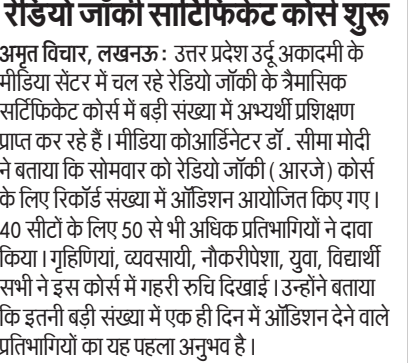 रेडियो जॉकी सार्टिफिकेट कोर्स शुरू
अमृत विचार, लखनऊ : उत्तर प्रदेश उर्दू अकादमी के
मीडिया सेंटर में चल रहे रेडियो जॉकी के त्रैमासिक
सर्टिफिकेट कोर्स में बड़ी संख्या में अभ्यर्थी प्रशिक्षण
प्राप्त कर रहे हैं । मीडिया कोआर्डिनेटर डॉ . सीमा मोदी
ने बताया कि सोमवार को रेडियो जॉकी ( आरजे ) कोर्स
के लिए रिकॉर्ड संख्या में ऑडिशन आयोजित किए गए ।
40 सीटों के लिए 50 से भी अधिक प्रतिभागियों ने दावा
किया । गृहिणियां, व्यवसायी, नौकरीपेशा, युवा, विद्यार्थी
सभी ने इस कोर्स में गहरी रुचि दिखाई । उन्होंने बताया
कि इतनी बड़ी संख्या में एक ही दिन में ऑडिशन देने वाले
प्रतिभागियों का यह पहला अनुभव है ।